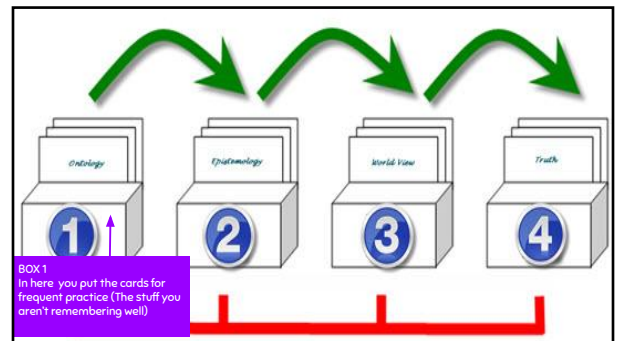 Ontology
Epistemology
World View
Truth
1
2
3
4
BOX 1
In here you put the cards for
frequent practice (The stuff you
aren't remembering well)